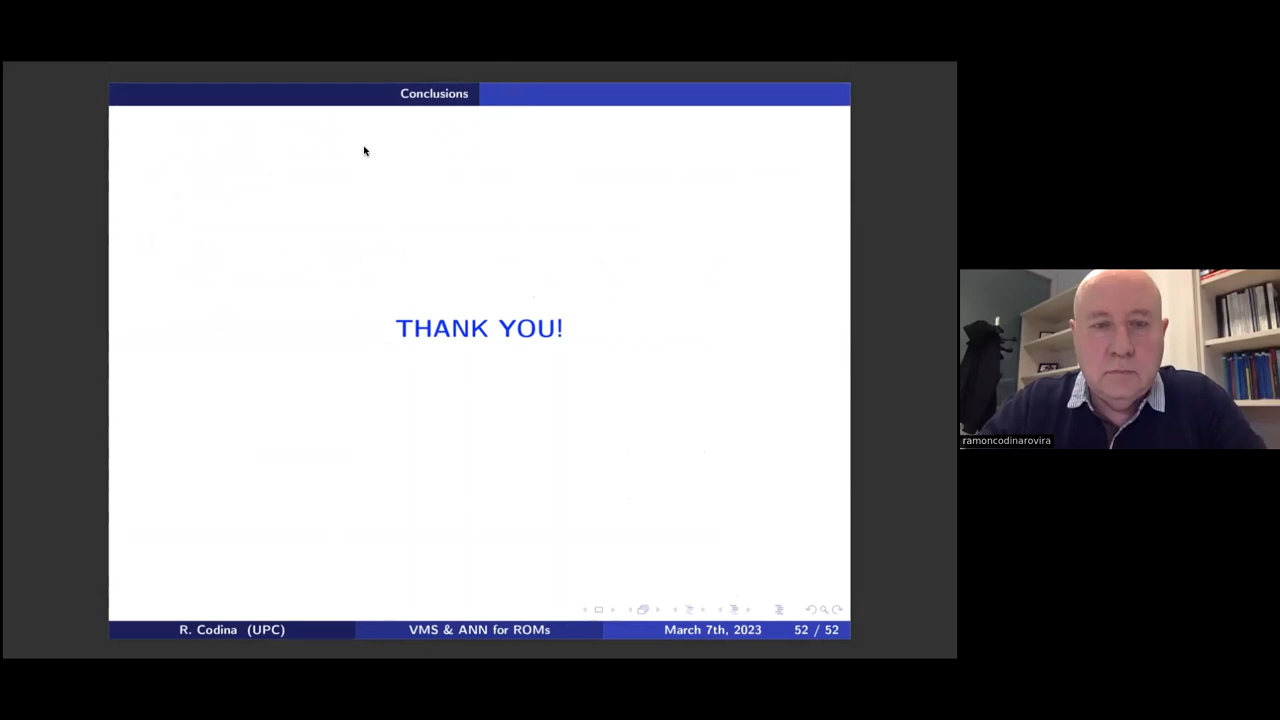 Conclusions
THANK YOU!
ramoncodinarovira
R. Codina (UPC)
VMS & ANN for ROMs
March 7th, 2023
52 / 52